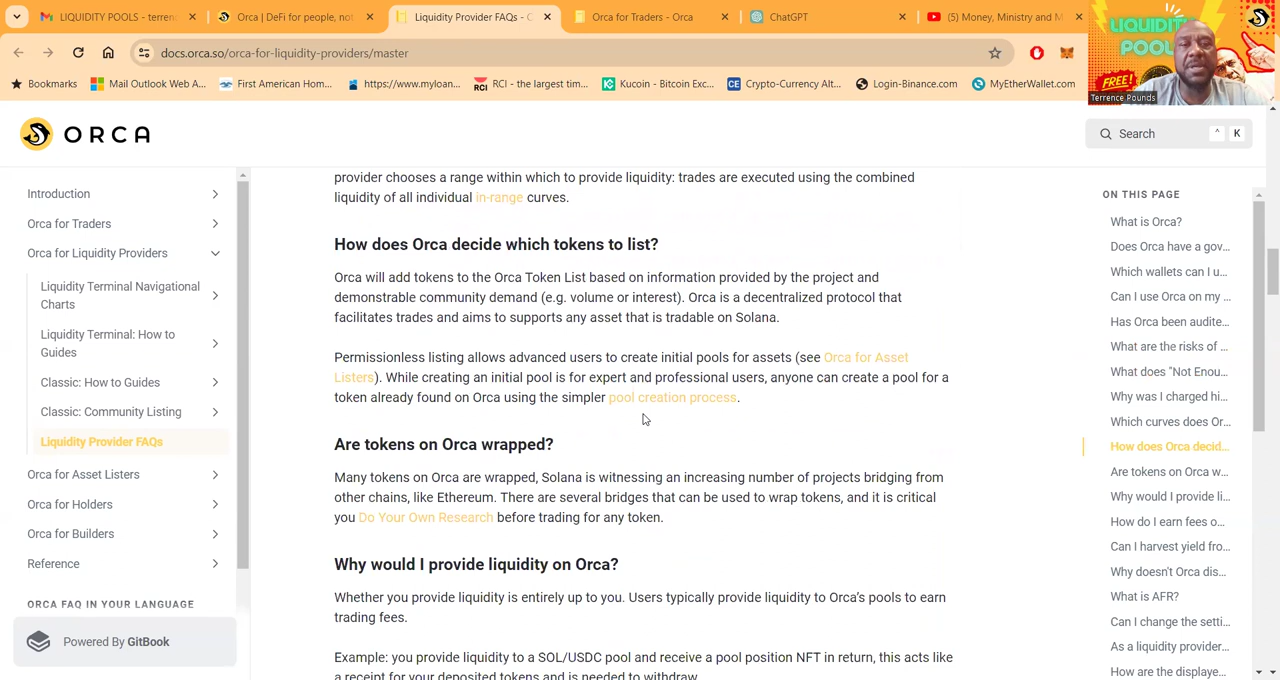 LIQUIDITY POOLS - terren
Orca | DeFi for people, not
Liquidity Provider FAQs - O
Orca for Traders - Orca
ChatGPT
(5) Money, Ministry and M
docs.orca.so/orca-for-liquidity-providers/master
Bookmarks
Mail Outlook Web A...
First American Hom...
https://www.myloan...
RCI
RCI - the largest tim...
Kucoin - Bitcoin Exc...
CE
Crypto-Currency Alt...
Login-Binance.com
MyEtherWallet.com
LIQUIDITY
POOL
FREE!
Terrence Pounds
ORCA
Search
^ K
Introduction
Orca for Traders
Orca for Liquidity Providers
Liquidity Terminal Navigational
Charts
Liquidity Terminal: How to
Guides
Classic: How to Guides
Classic: Community Listing
Liquidity Provider FAQs
Orca for Asset Listers
Orca for Holders
Orca for Builders
Reference
ORCA FAQ IN YOUR LANGUAGE
Powered By GitBook
provider chooses a range within which to provide liquidity: trades are executed using the combined
liquidity of all individual in-range curves.
How does Orca decide which tokens to list?
Orca will add tokens to the Orca Token List based on information provided by the project and
demonstrable community demand (e.g. volume or interest). Orca is a decentralized protocol that
facilitates trades and aims to supports any asset that is tradable on Solana.
Permissionless listing allows advanced users to create initial pools for assets (see Orca for Asset
Listers). While creating an initial pool is for expert and professional users, anyone can create a pool for a
token already found on Orca using the simpler pool creation process.
Are tokens on Orca wrapped?
Many tokens on Orca are wrapped, Solana is witnessing an increasing number of projects bridging from
other chains, like Ethereum. There are several bridges that can be used to wrap tokens, and it is critical
you Do Your Own Research before trading for any token.
Why would I provide liquidity on Orca?
Whether you provide liquidity is entirely up to you. Users typically provide liquidity to Orca's pools to earn
trading fees.
Example: you provide liquidity to a SOL/USDC pool and receive a pool position NFT in return, this acts like
a receipt for your deposited tokens and is needed to withdraw.
ON THIS PAGE
What is Orca?
Does Orca have a gov...
Which wallets can I u...
Can I use Orca on my ...
Has Orca been audite...
What are the risks of ...
What does "Not Enou...
Why was I charged hi...
Which curves does Or...
How does Orca decid...
Are tokens on Orca w...
Why would I provide li...
How do I earn fees o...
Can I harvest yield fro...
Why doesn't Orca dis...
What is AFR?
Can I change the setti...
As a liquidity provider...
How are the displaye...